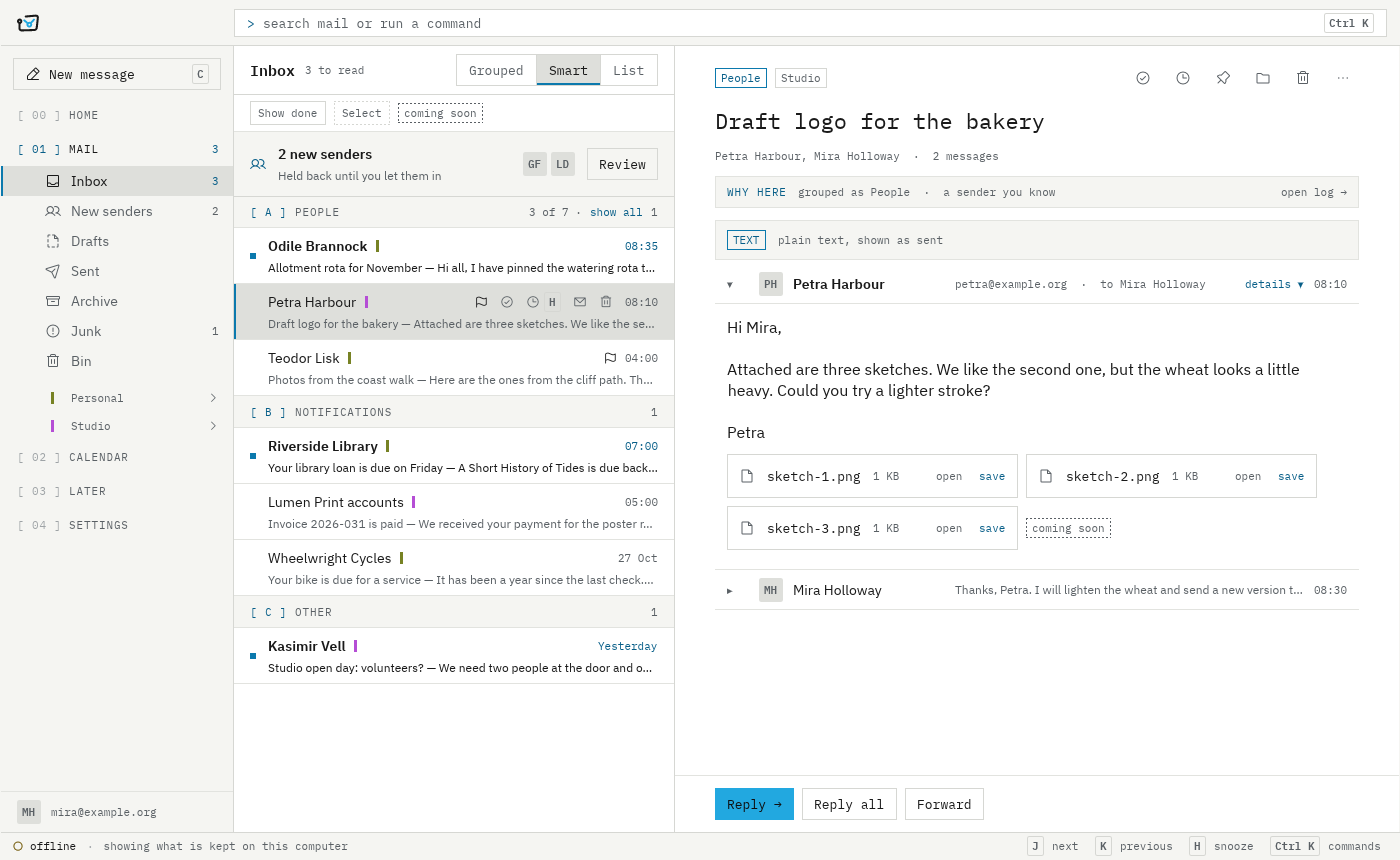 > search mail or run a command Ctrl K
New message C
[ 00 ] HOME
[ 01 ] MAIL 3
Inbox 3
New senders 2
Drafts
Sent
Archive
Junk 1
Bin
Personal
Studio
[ 02 ] CALENDAR
[ 03 ] LATER
[ 04 ] SETTINGS
MH mira@example.org
Inbox 3 to read Grouped Smart List
Show done Select coming soon
2 new senders
Held back until you let them in
GF LD Review
[ A ] PEOPLE 3 of 7 · show all 1
Odile Brannock 08:35
Allotment rota for November — Hi all, I have pinned the watering rota t…
Petra Harbour H 08:10
Draft logo for the bakery — Attached are three sketches. We like the se…
Teodor Lisk 04:00
Photos from the coast walk — Here are the ones from the cliff path. Th…
[ B ] NOTIFICATIONS 1
Riverside Library 07:00
Your library loan is due on Friday — A Short History of Tides is due back…
Lumen Print accounts 05:00
Invoice 2026-031 is paid — We received your payment for the poster r…
Wheelwright Cycles 27 Oct
Your bike is due for a service — It has been a year since the last check.…
[ C ] OTHER 1
Kasimir Vell Yesterday
Studio open day: volunteers? — We need two people at the door and o…
People Studio ···
Draft logo for the bakery
Petra Harbour, Mira Holloway · 2 messages
WHY HERE grouped as People · a sender you know open log →
TEXT plain text, shown as sent
▾ PH Petra Harbour petra@example.org · to Mira Holloway details ▾ 08:10
Hi Mira,
Attached are three sketches. We like the second one, but the wheat looks a little
heavy. Could you try a lighter stroke?
Petra
sketch-1.png 1 KB open save
sketch-2.png 1 KB open save
sketch-3.png 1 KB open save
coming soon
▸ MH Mira Holloway Thanks, Petra. I will lighten the wheat and send a new version t… 08:30
Reply → Reply all Forward
offline · showing what is kept on this computer
J next K previous H snooze Ctrl K commands